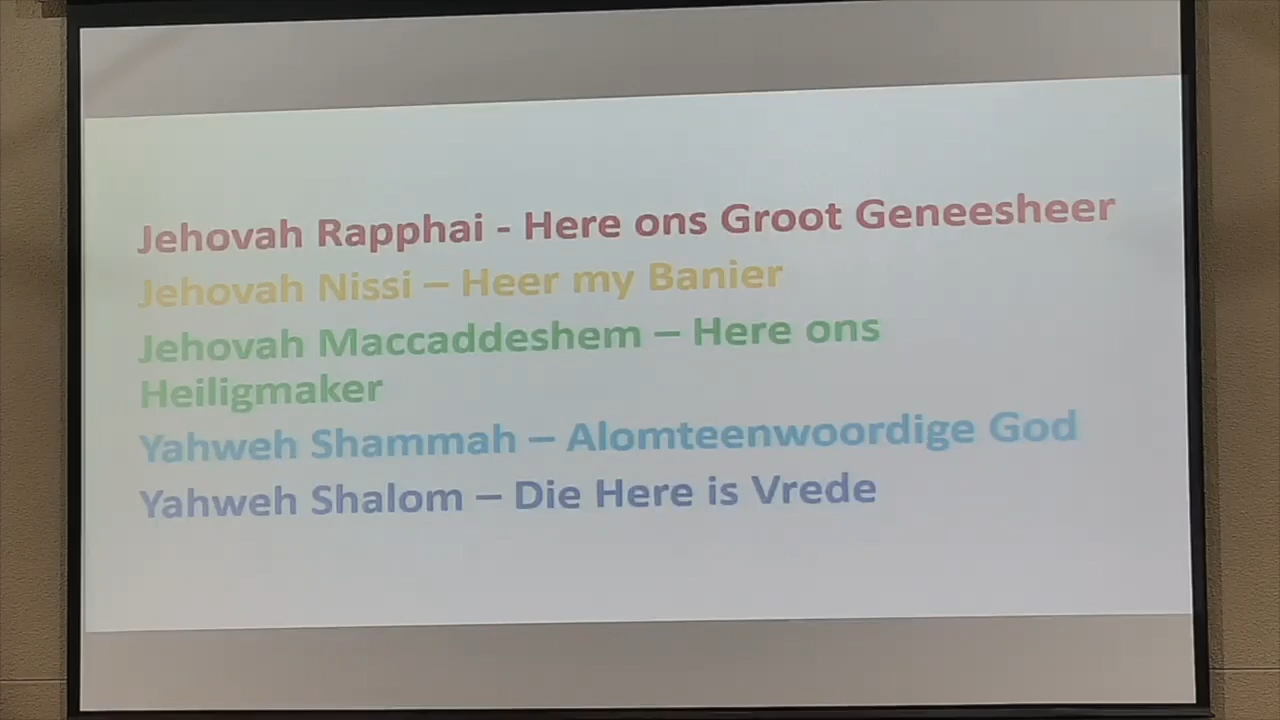 Jehovah Rapphai - Here ons Groot Geneesheer
Jehovah Nissi – Heer my Banier
Jehovah Maccaddeshem – Here ons
Heiligmaker
Yahweh Shammah – Alomteenwoordige God
Yahweh Shalom – Die Here is Vrede